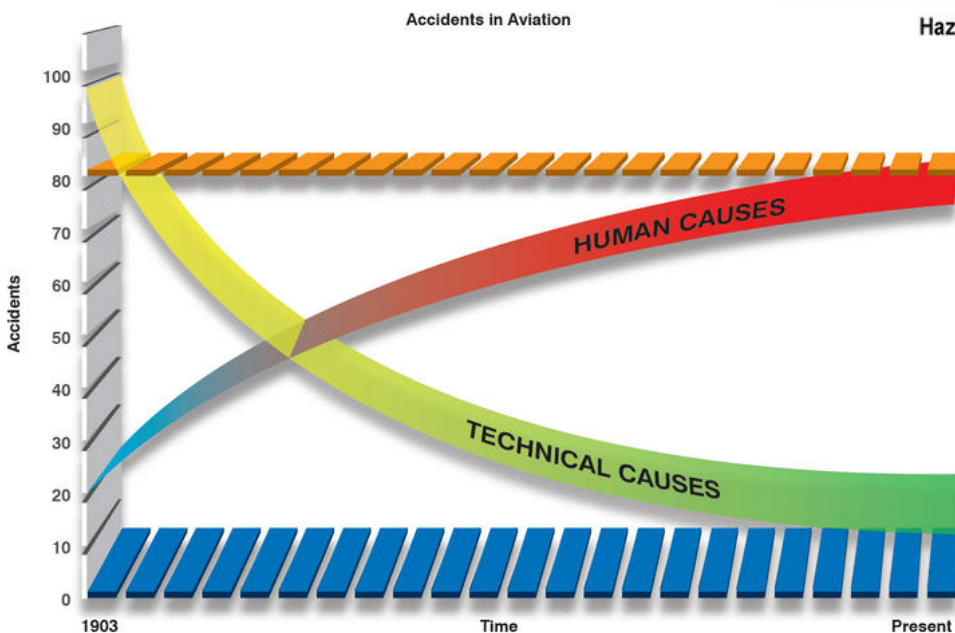 Accidents in Aviation
Haz
100
90
80
70
60
50
40
30
20
10
0
Accidents
HUMAN CAUSES
TECHNICAL CAUSES
1903
Time
Present